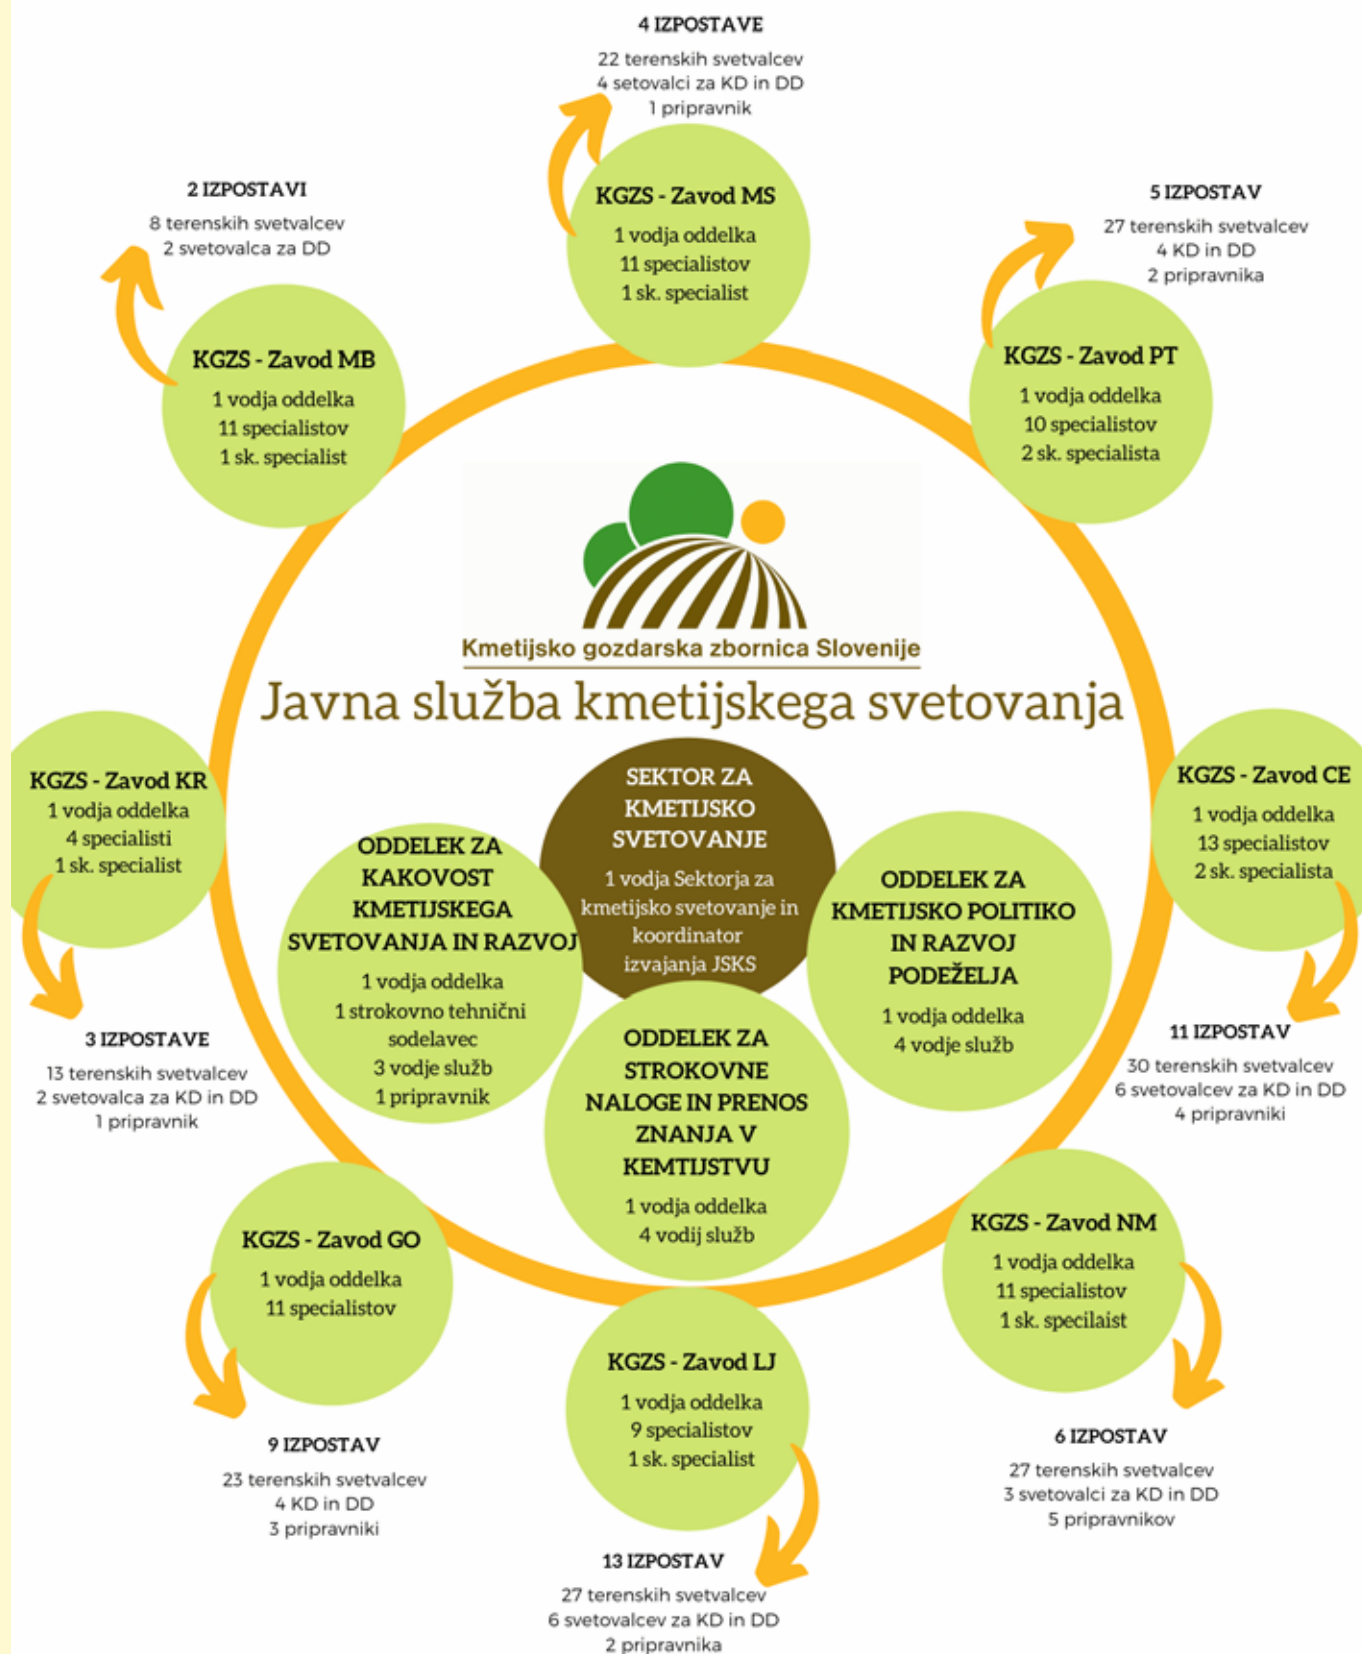 4 IZPOSTAVE
22 terenskih svetvalcev
4 setovalci za KD in DD
1 pripravnik
KGZS - Zavod MS
1 vodja oddelka
11 specialistov
1 sk. specialist
2 IZPOSTAVI
8 terenskih svetvalcev
2 svetovalca za DD
KGZS - Zavod MB
1 vodja oddelka
11 specialistov
1 sk. specialist
5 IZPOSTAV
27 terenskih svetvalcev
4 KD in DD
2 pripravnika
KGZS - Zavod PT
1 vodja oddelka
10 specialistov
2 sk. specialista
Kmetijsko gozdarska zbornica Slovenije
Javna služba kmetijskega svetovanja
KGZS - Zavod KR
1 vodja oddelka
4 specialisti
1 sk. specialist
3 IZPOSTAVE
13 terenskih svetvalcev
2 svetovalca za KD in DD
1 pripravnik
ODDELEK ZA
KAKOVOST
KMETIJSKEGA
SVETOVANJA IN RAZVOJ
1 vodja oddelka
1 strokovno tehnični
sodelavec
3 vodje služb
1 pripravnik
SEKTOR ZA
KMETIJSKO
SVETOVANJE
1 vodja Sektorja za
kmetijsko svetovanje in
koordinator
izvajanja JSKS
ODDELEK ZA
KMETIJSKO POLITIKO
IN RAZVOJ
PODEŽELJA
1 vodja oddelka
4 vodje služb
ODDELEK ZA
STROKOVNE
NALOGE IN PRENOS
ZNANJA V
KEMTIJSTVU
1 vodja oddelka
4 vodij služb
KGZS - Zavod CE
1 vodja oddelka
13 specialistov
2 sk. specialista
11 IZPOSTAV
30 terenskih svetvalcev
6 svetovalcev za KD in DD
4 pripravniki
KGZS - Zavod GO
1 vodja oddelka
11 specialistov
9 IZPOSTAV
23 terenskih svetvalcev
4 KD in DD
3 pripravniki
KGZS - Zavod LJ
1 vodja oddelka
9 specialistov
1 sk. specialist
13 IZPOSTAV
27 terenskih svetvalcev
6 svetovalcev za KD in DD
2 pripravnika
KGZS - Zavod NM
1 vodja oddelka
11 specialistov
1 sk. specilaist
6 IZPOSTAV
27 terenskih svetvalcev
3 svetovalci za KD in DD
5 pripravnikov